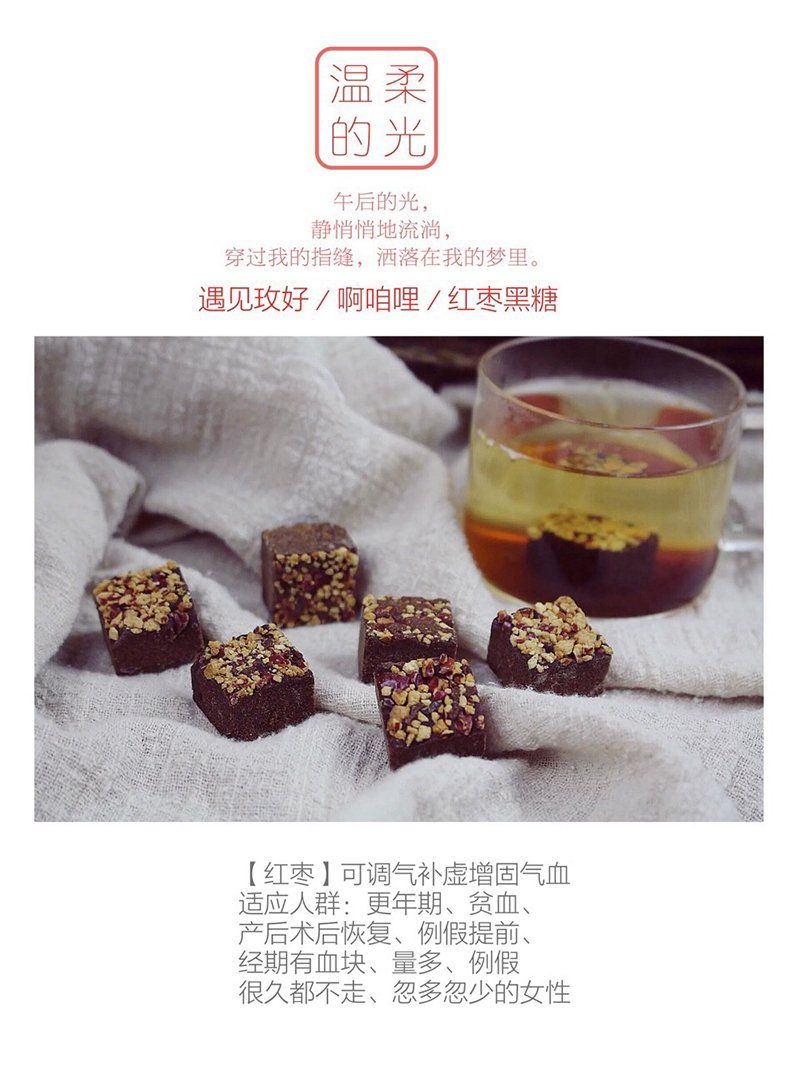 温柔
的光
午后的光，
静悄悄地流淌，
穿过我的指缝，洒落在我的梦里。
遇见玫好/啊咱哩/红枣黑糖
【红枣】可调气补虚增固气血
适应人群：更年期、贫血、
产后术后恢复、例假提前、
经期有血块、量多、例假
很久都不走、忽多忽少的女性